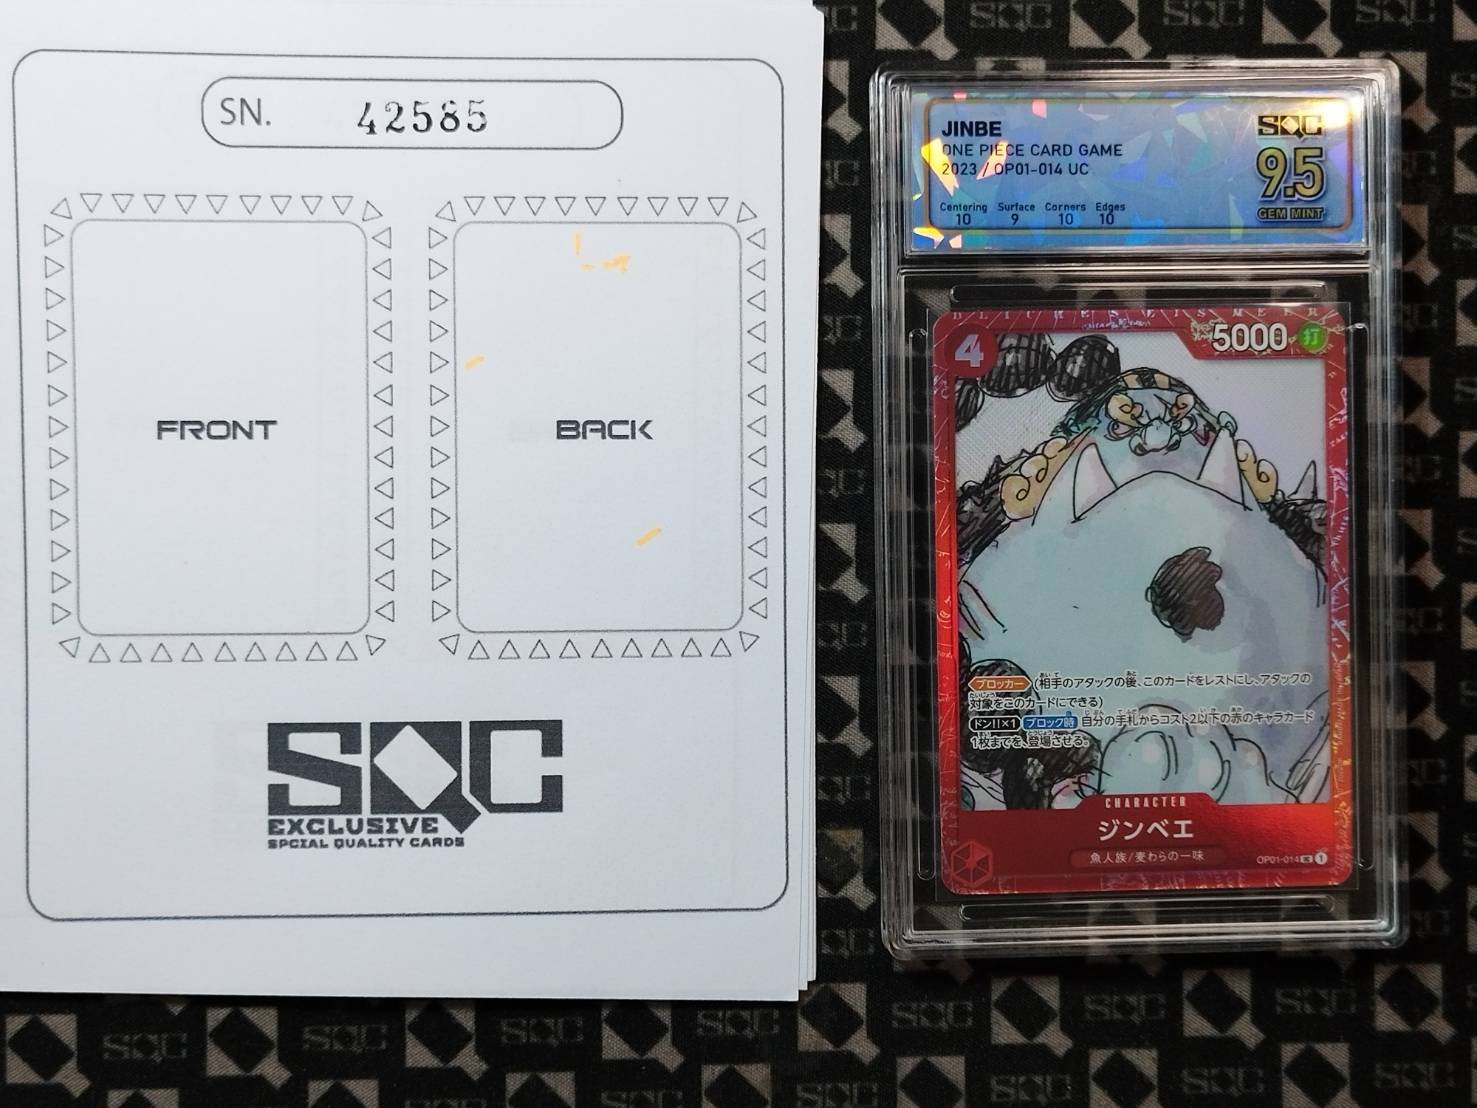 SN. 42585
FRONT
BACK
SQC
EXCLUSIVE
SPCIAL QUALITY CARDS
JINBE
ONE PIECE CARD GAME
2023 / OP01-014 UC
Centering Surface Corners Edges
10 9 10 10
SQC
9.5
GEM MINT
4
5000 打
ブロッカー (相手のアタックの後、このカードをレストにし、アタックの
対象をこのカードにできる)
ドン!!×1 ブロック時 自分の手札からコスト2以下の赤のキャラカード
1枚までを、登場させる。
CHARACTER
ジンベエ
魚人族/麦わらの一味
OP01-014 UC 1